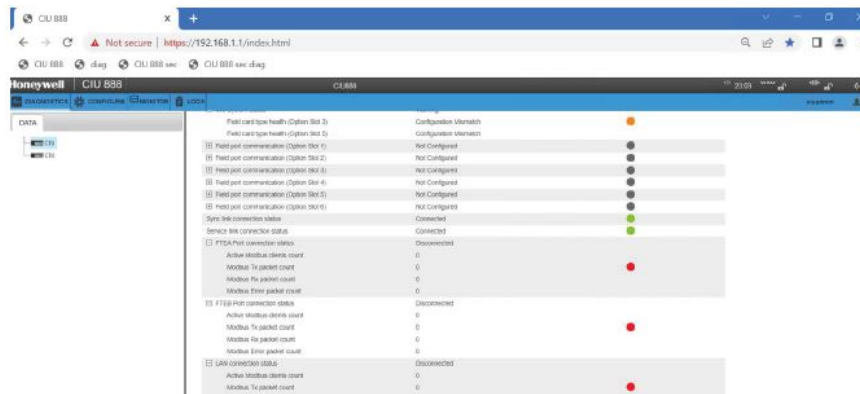 CIU 888
Not secure | https://192.168.1.1/index.html
CIU 888 diag CIU 888 sec CIU 888 sec diag
Honeywell CIU 888 CIU888 23:03
DIAGNOSTICS CONFIGURE MONITOR LOCK
DATA
CIU
CIU
Field card type health (Option Slot 3) Configuration Mismatch
Field card type health (Option Slot 5) Configuration Mismatch
Field port communication (Option Slot 1) Not Configured
Field port communication (Option Slot 2) Not Configured
Field port communication (Option Slot 3) Not Configured
Field port communication (Option Slot 4) Not Configured
Field port communication (Option Slot 5) Not Configured
Field port communication (Option Slot 6) Not Configured
Sync link connection status Connected
Service link connection status Connected
FTEA Port connection status Disconnected
Active Modbus clients count 0
Modbus Tx packet count 0
Modbus Rx packet count 0
Modbus Error packet count 0
FTEB Port connection status Disconnected
Active Modbus clients count 0
Modbus Tx packet count 0
Modbus Rx packet count 0
Modbus Error packet count 0
LAN connection status Disconnected
Active Modbus clients count 0
Modbus Tx packet count 0